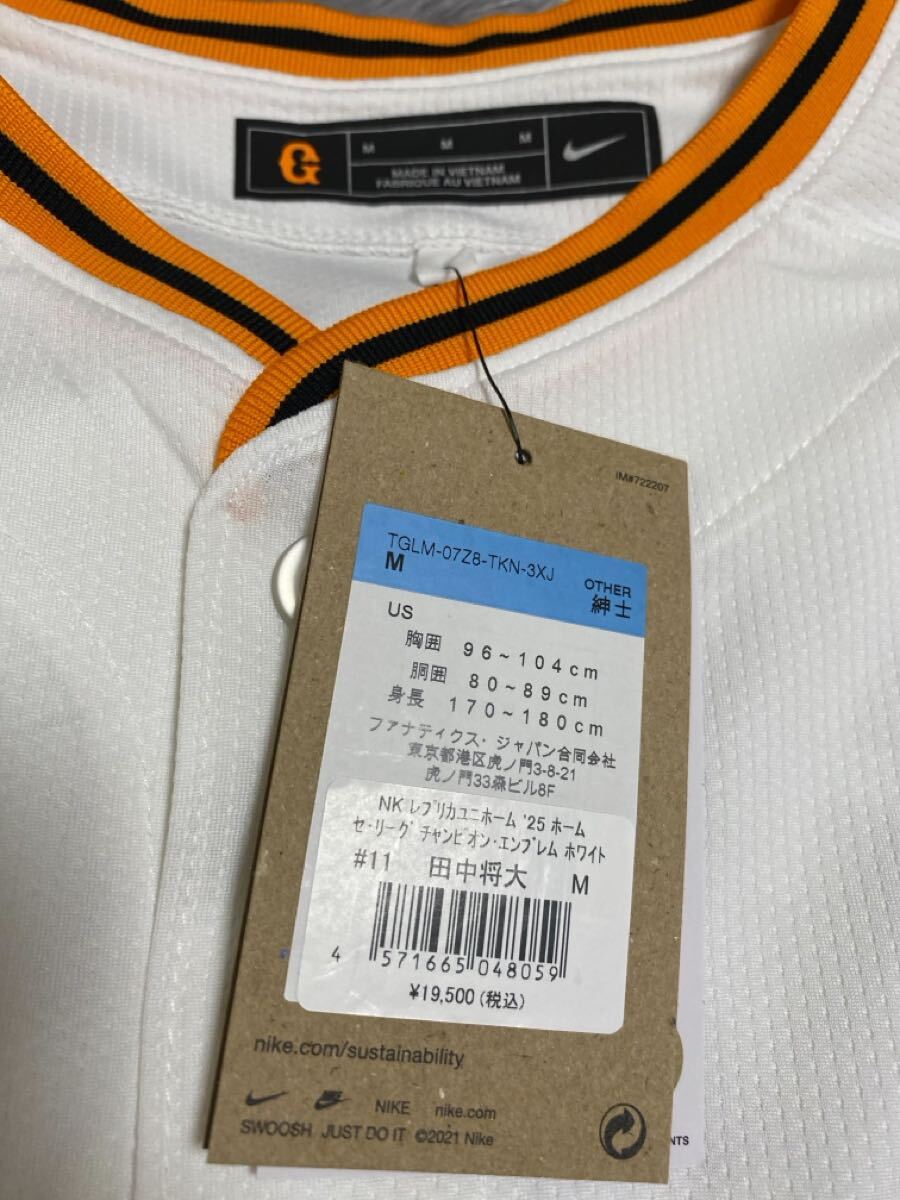 G
M M M
MADE IN VIETNAM
FABRIQUE AU VIETNAM
IM#722207
TGLM-07Z8-TKN-3XJ
M OTHER
紳士
US
胸囲 96~104cm
胴囲 80~89cm
身長 170~180cm
ファナティクス・ジャパン合同会社
東京都港区虎ノ門3-8-21
虎ノ門33森ビル8F
NK レプリカユニホーム '25 ホーム
セ・リーグ チャンピオン・エンブレム ホワイト
#11 田中将大 M
4 571665 048059
¥19,500(税込)
nike.com/sustainability
NIKE nike.com
SWOOSH JUST DO IT ©2021 Nike
NTS